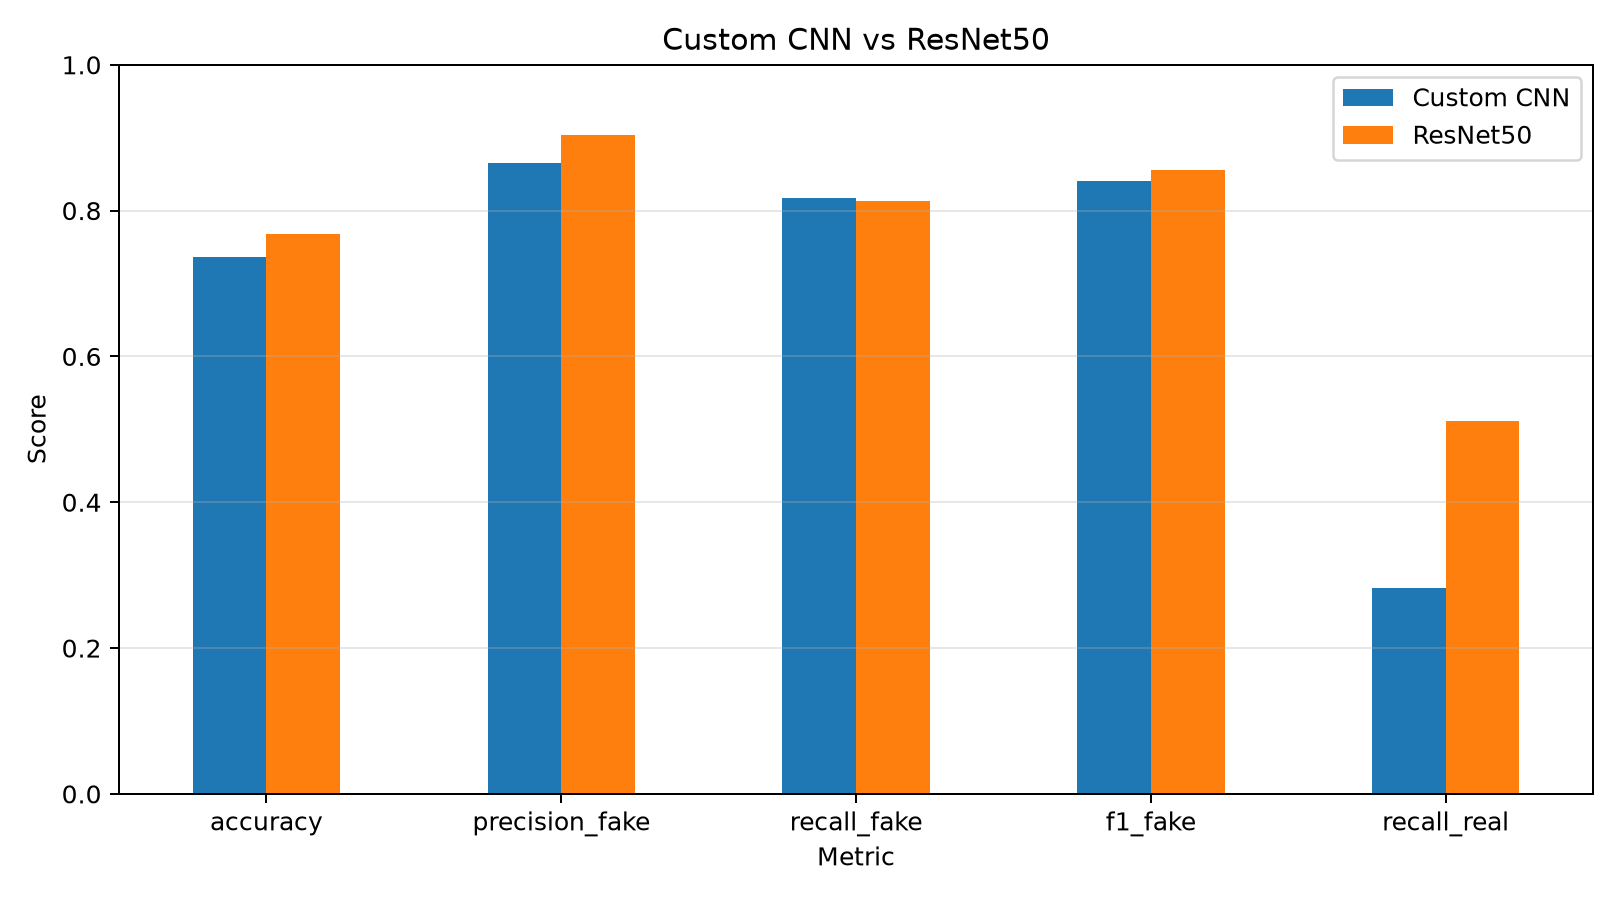 Custom CNN vs ResNet50
1.0
0.8
0.6
0.4
0.2
0.0
Score
Custom CNN
ResNet50
accuracy
precision_fake
recall_fake
f1_fake
recall_real
Metric